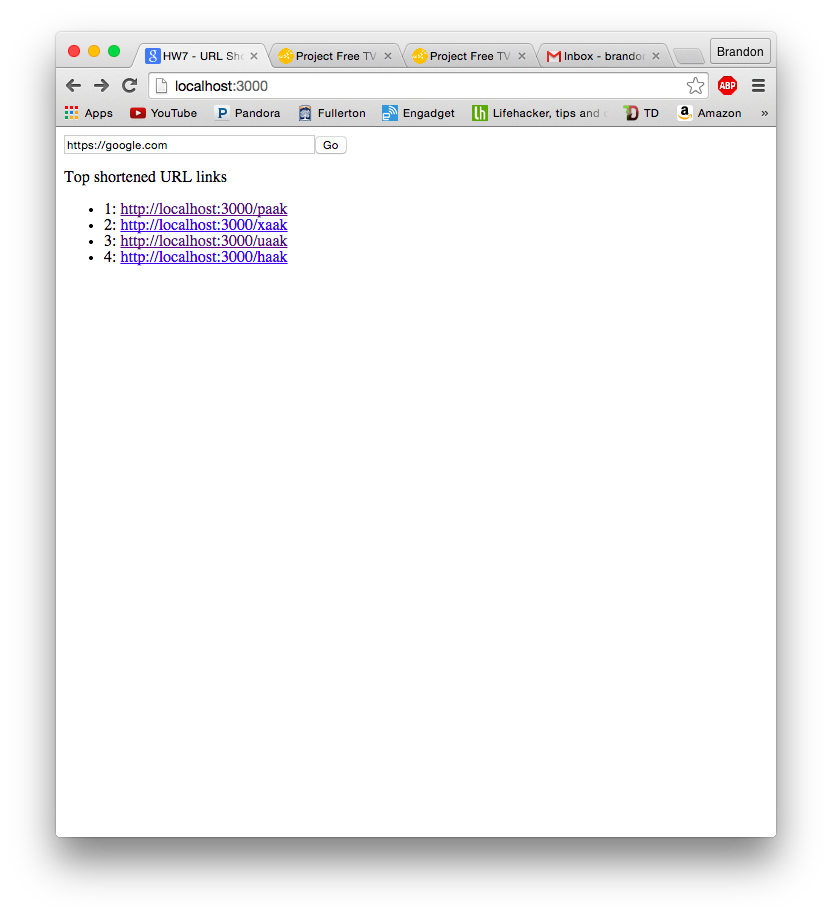 HW7 - URL Sho
Project Free TV
Project Free TV
Inbox - brandon
Brandon
localhost:3000
ABP
Apps
YouTube
Pandora
Fullerton
Engadget
Lifehacker, tips and
TD
Amazon
»
https://google.com Go
Top shortened URL links
• 1: http://localhost:3000/paak
• 2: http://localhost:3000/xaak
• 3: http://localhost:3000/uaak
• 4: http://localhost:3000/haak